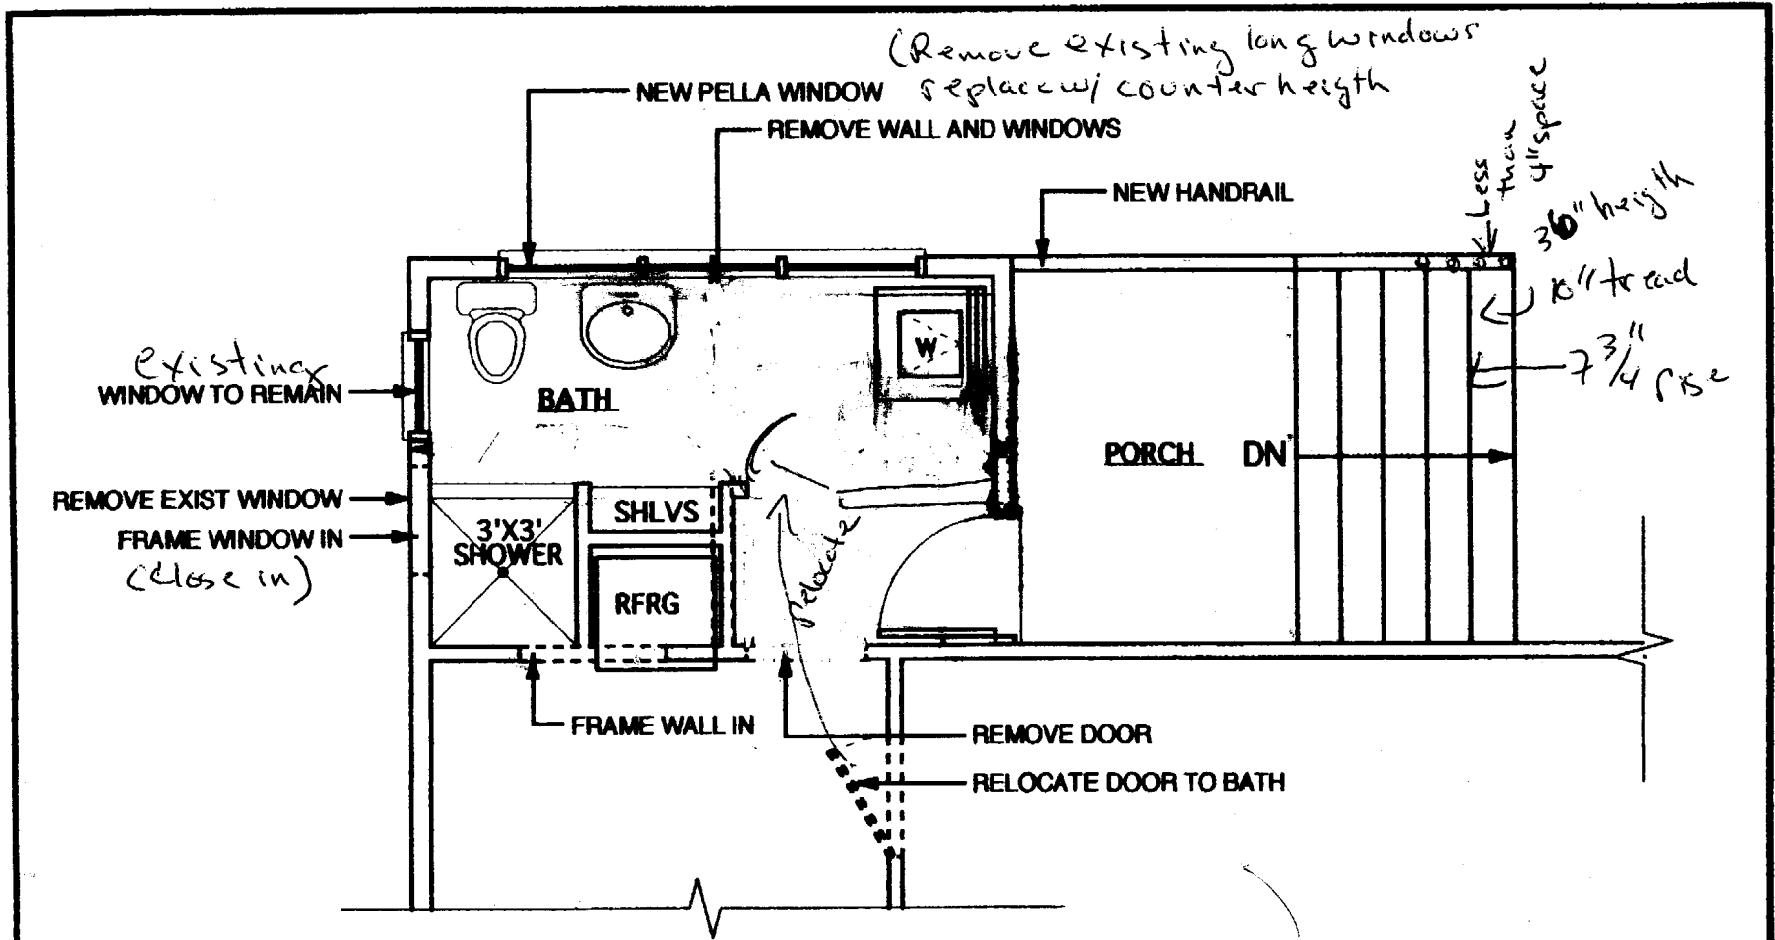 (Remove existing long windows
NEW PELLA WINDOW replace w/ counter heigth
REMOVE WALL AND WINDOWS
NEW HANDRAIL
Less
than
4" space
36" heigth
10" tread
7 3/4" rise
existing
WINDOW TO REMAIN
BATH
W
PORCH DN
REMOVE EXIST WINDOW
FRAME WINDOW IN
(Close in)
3'X3'
SHOWER
SHLVS
RFRG
relocate
FRAME WALL IN
REMOVE DOOR
RELOCATE DOOR TO BATH